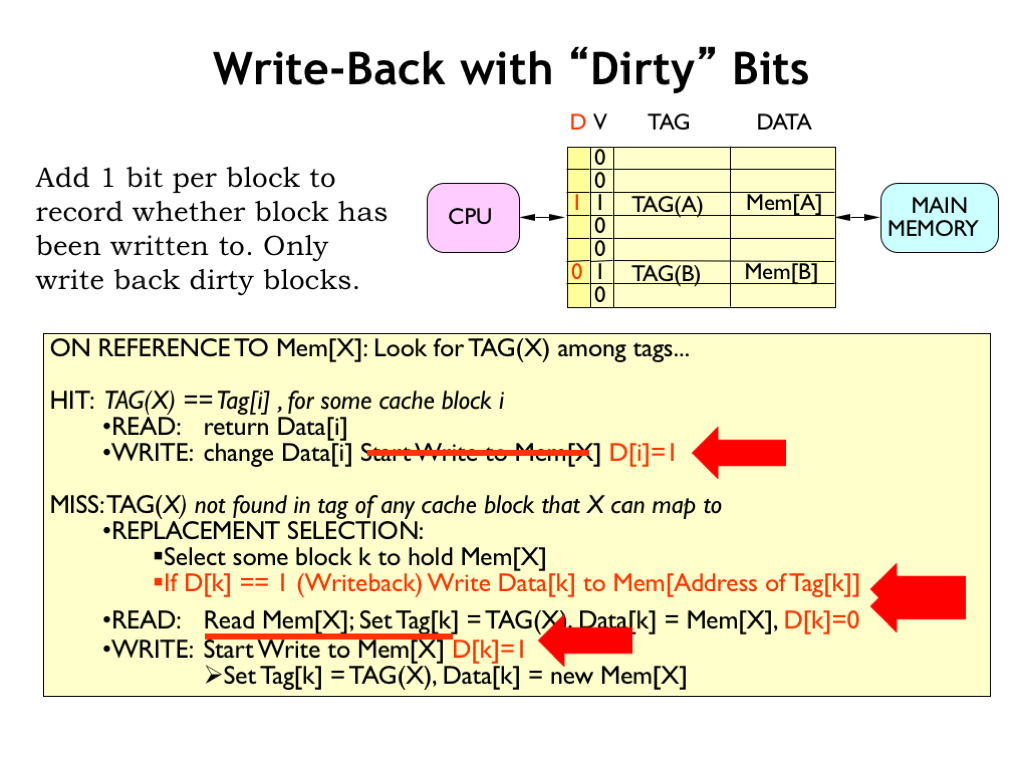 Write-Back with “Dirty” Bits
D V TAG DATA
Add 1 bit per block to
record whether block has
been written to. Only
write back dirty blocks.
CPU
0
0
1 1 TAG(A) Mem[A]
0
0
0 1 TAG(B) Mem[B]
0
MAIN
MEMORY
ON REFERENCE TO Mem[X]: Look for TAG(X) among tags...
HIT: TAG(X) == Tag[i] , for some cache block i
•READ: return Data[i]
•WRITE: change Data[i] Start Write to Mem[X] D[i]=1
MISS: TAG(X) not found in tag of any cache block that X can map to
•REPLACEMENT SELECTION:
▪Select some block k to hold Mem[X]
▪If D[k] == 1 (Writeback) Write Data[k] to Mem[Address of Tag[k]]
•READ: Read Mem[X]; Set Tag[k] = TAG(X), Data[k] = Mem[X], D[k]=0
•WRITE: Start Write to Mem[X] D[k]=1
➢Set Tag[k] = TAG(X), Data[k] = new Mem[X]